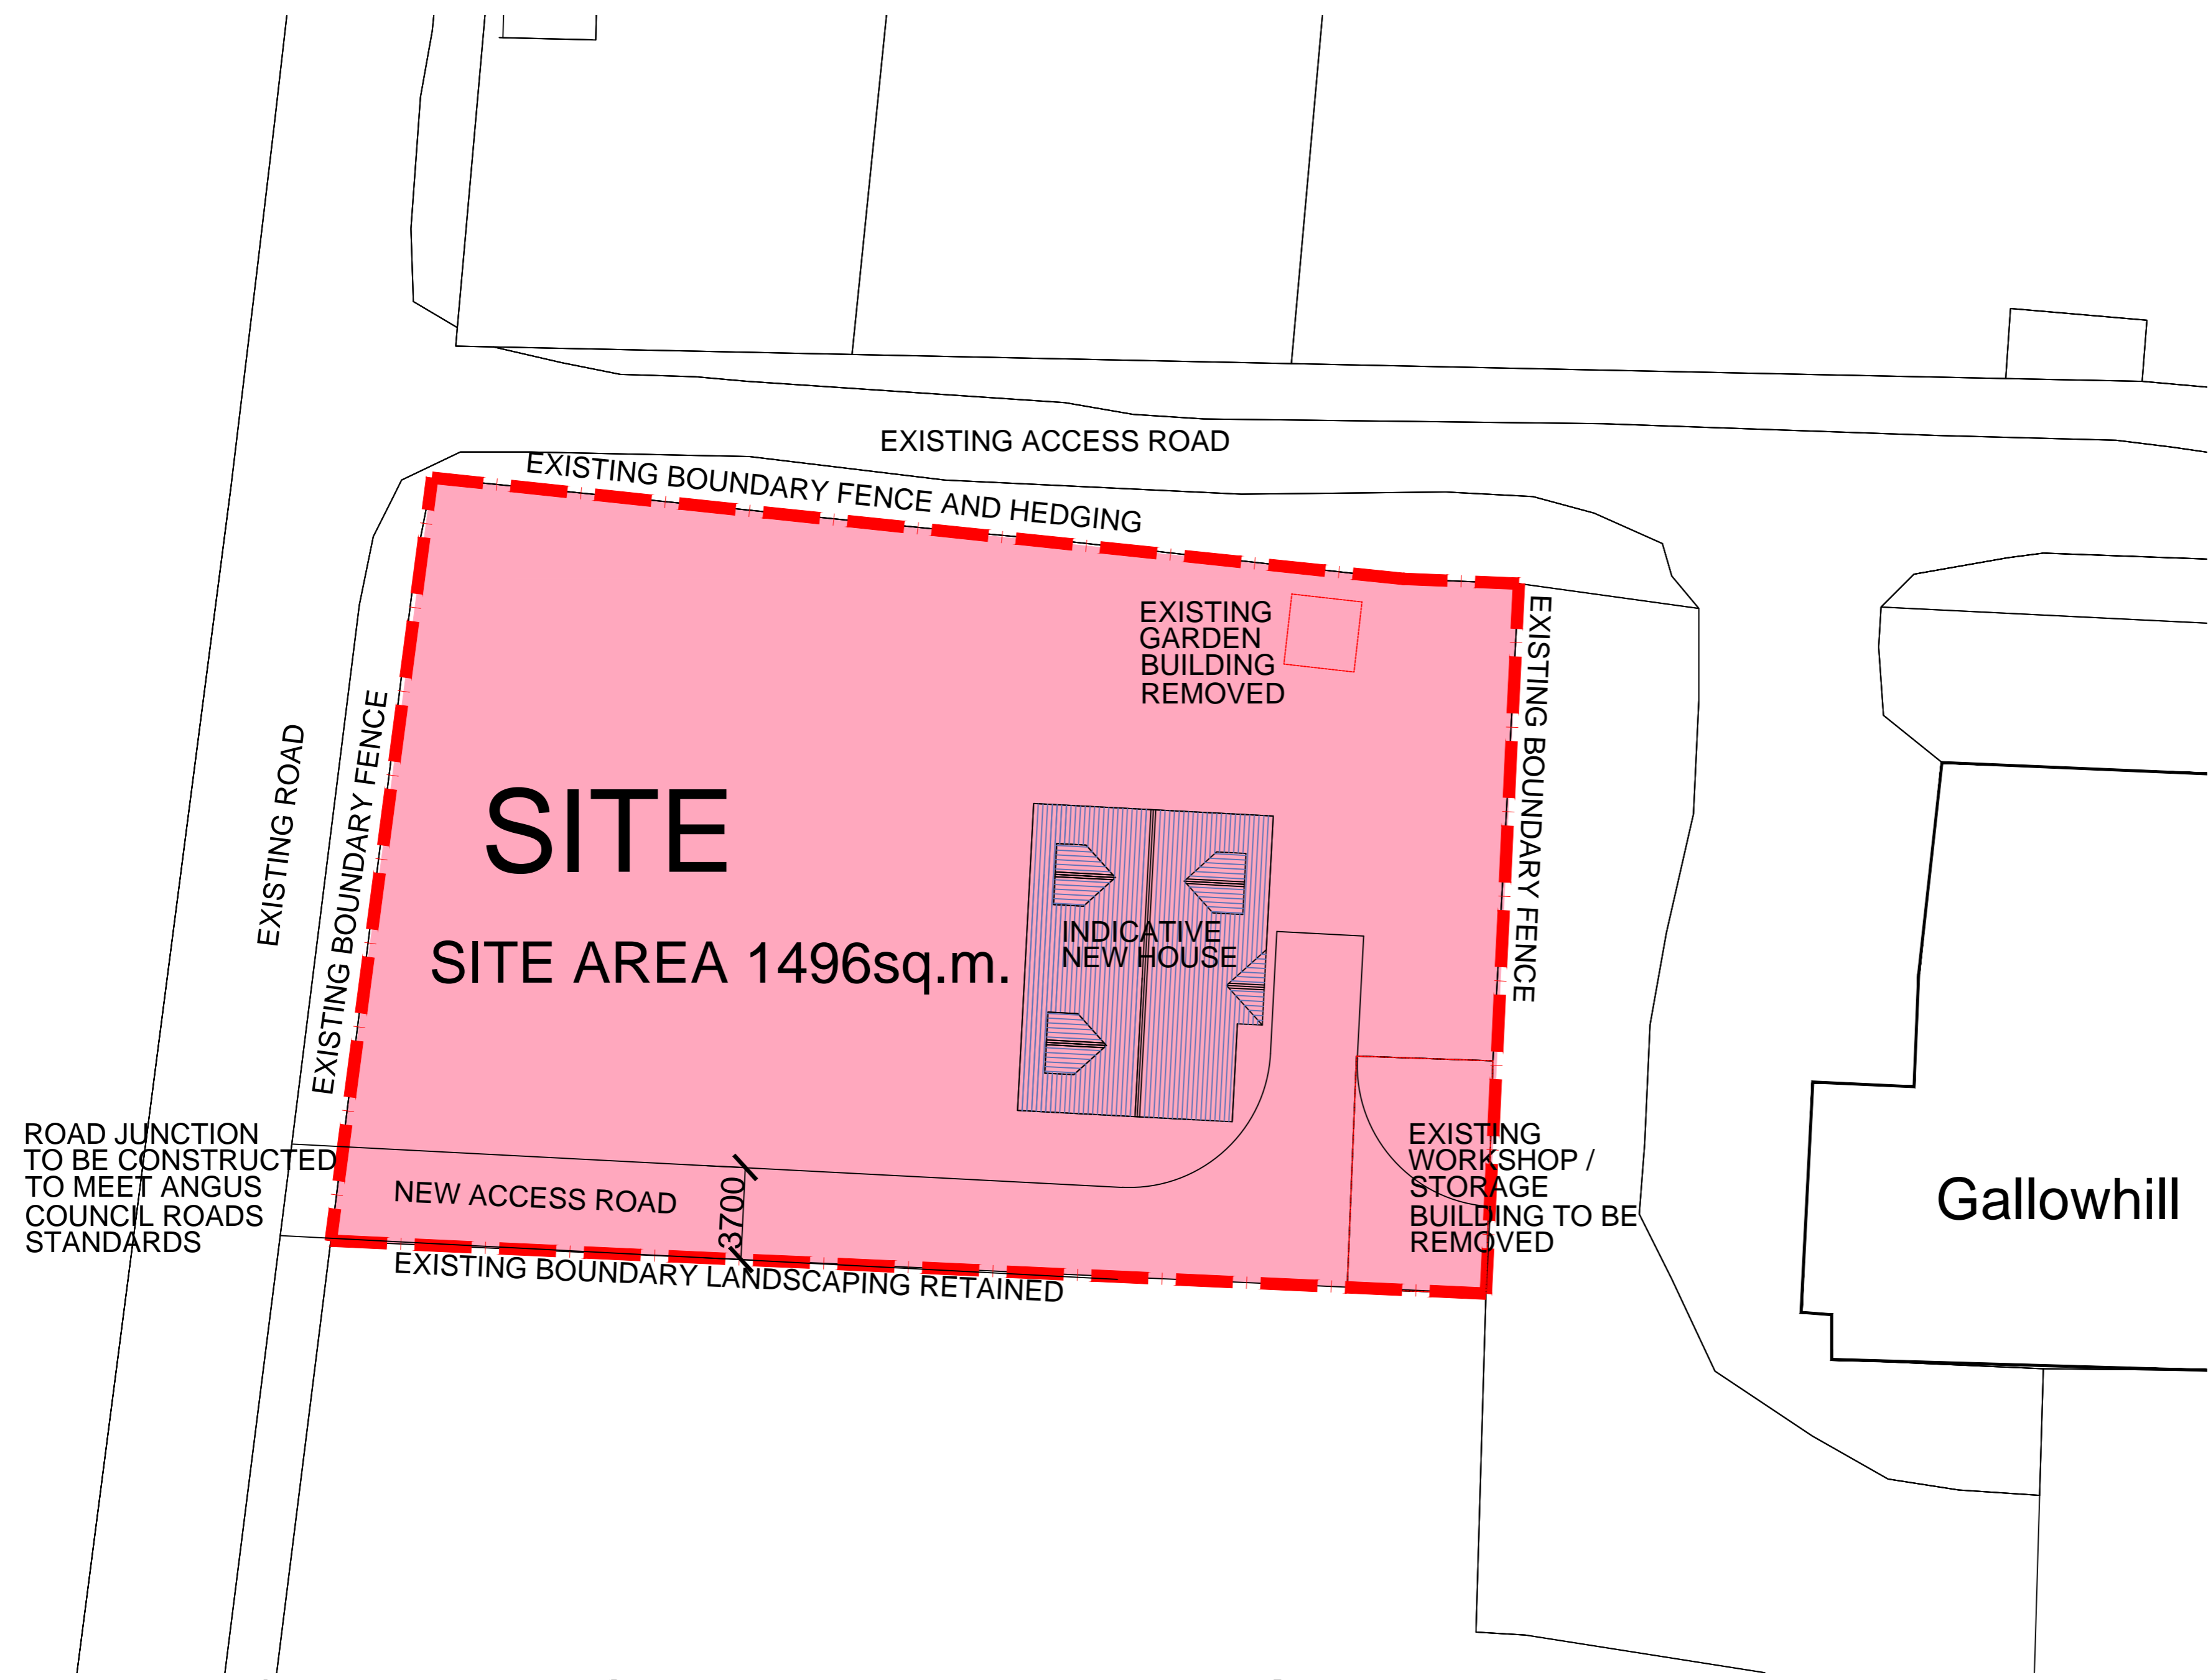 EXISTING ACCESS ROAD
EXISTING BOUNDARY FENCE AND HEDGING
EXISTING
GARDEN
BUILDING
REMOVED
EXISTING BOUNDARY FENCE
EXISTING ROAD
EXISTING BOUNDARY FENCE
SITE
SITE AREA 1496sq.m.
INDICATIVE
NEW HOUSE
ROAD JUNCTION
TO BE CONSTRUCTED
TO MEET ANGUS
COUNCIL ROADS
STANDARDS
NEW ACCESS ROAD
3700
EXISTING
WORKSHOP /
STORAGE
BUILDING TO BE
REMOVED
Gallowhill
EXISTING BOUNDARY LANDSCAPING RETAINED